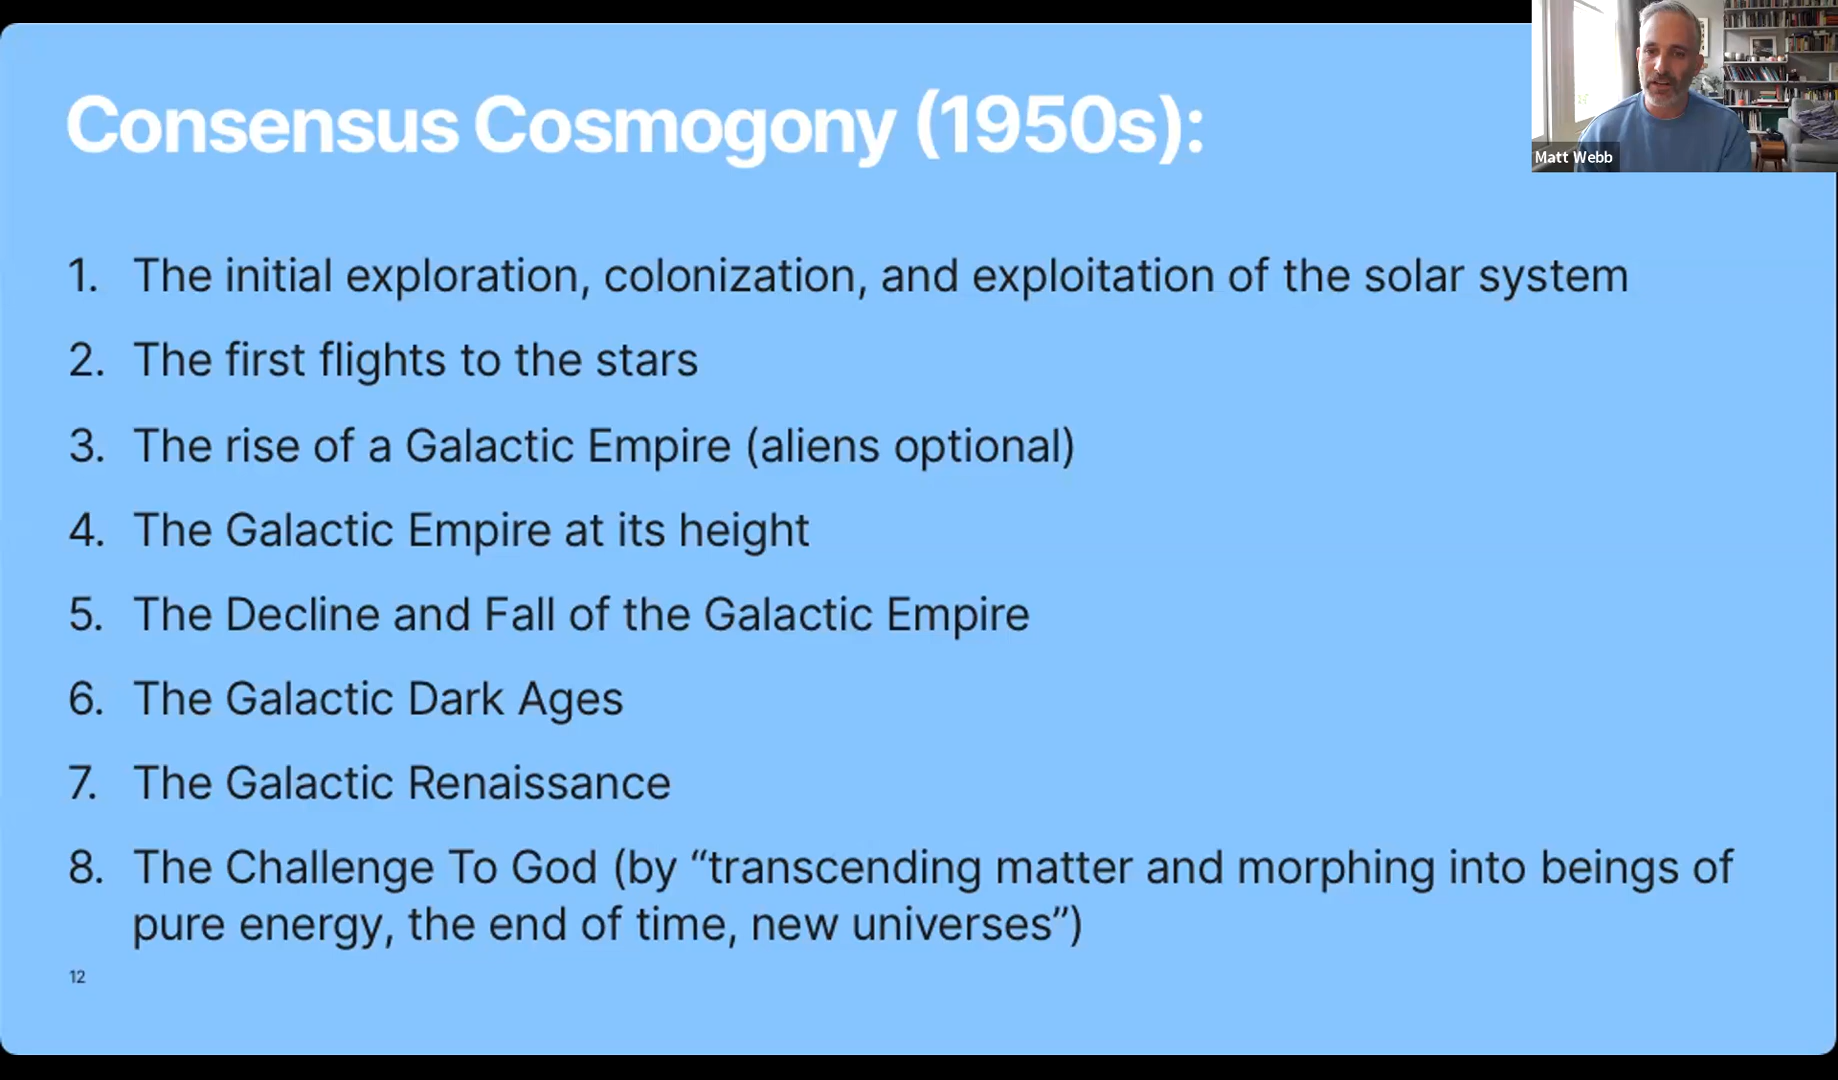 Consensus Cosmogony (1950s):
Matt Webb
1. The initial exploration, colonization, and exploitation of the solar system
2. The first flights to the stars
3. The rise of a Galactic Empire (aliens optional)
4. The Galactic Empire at its height
5. The Decline and Fall of the Galactic Empire
6. The Galactic Dark Ages
7. The Galactic Renaissance
8. The Challenge To God (by “transcending matter and morphing into beings of
pure energy, the end of time, new universes”)
12